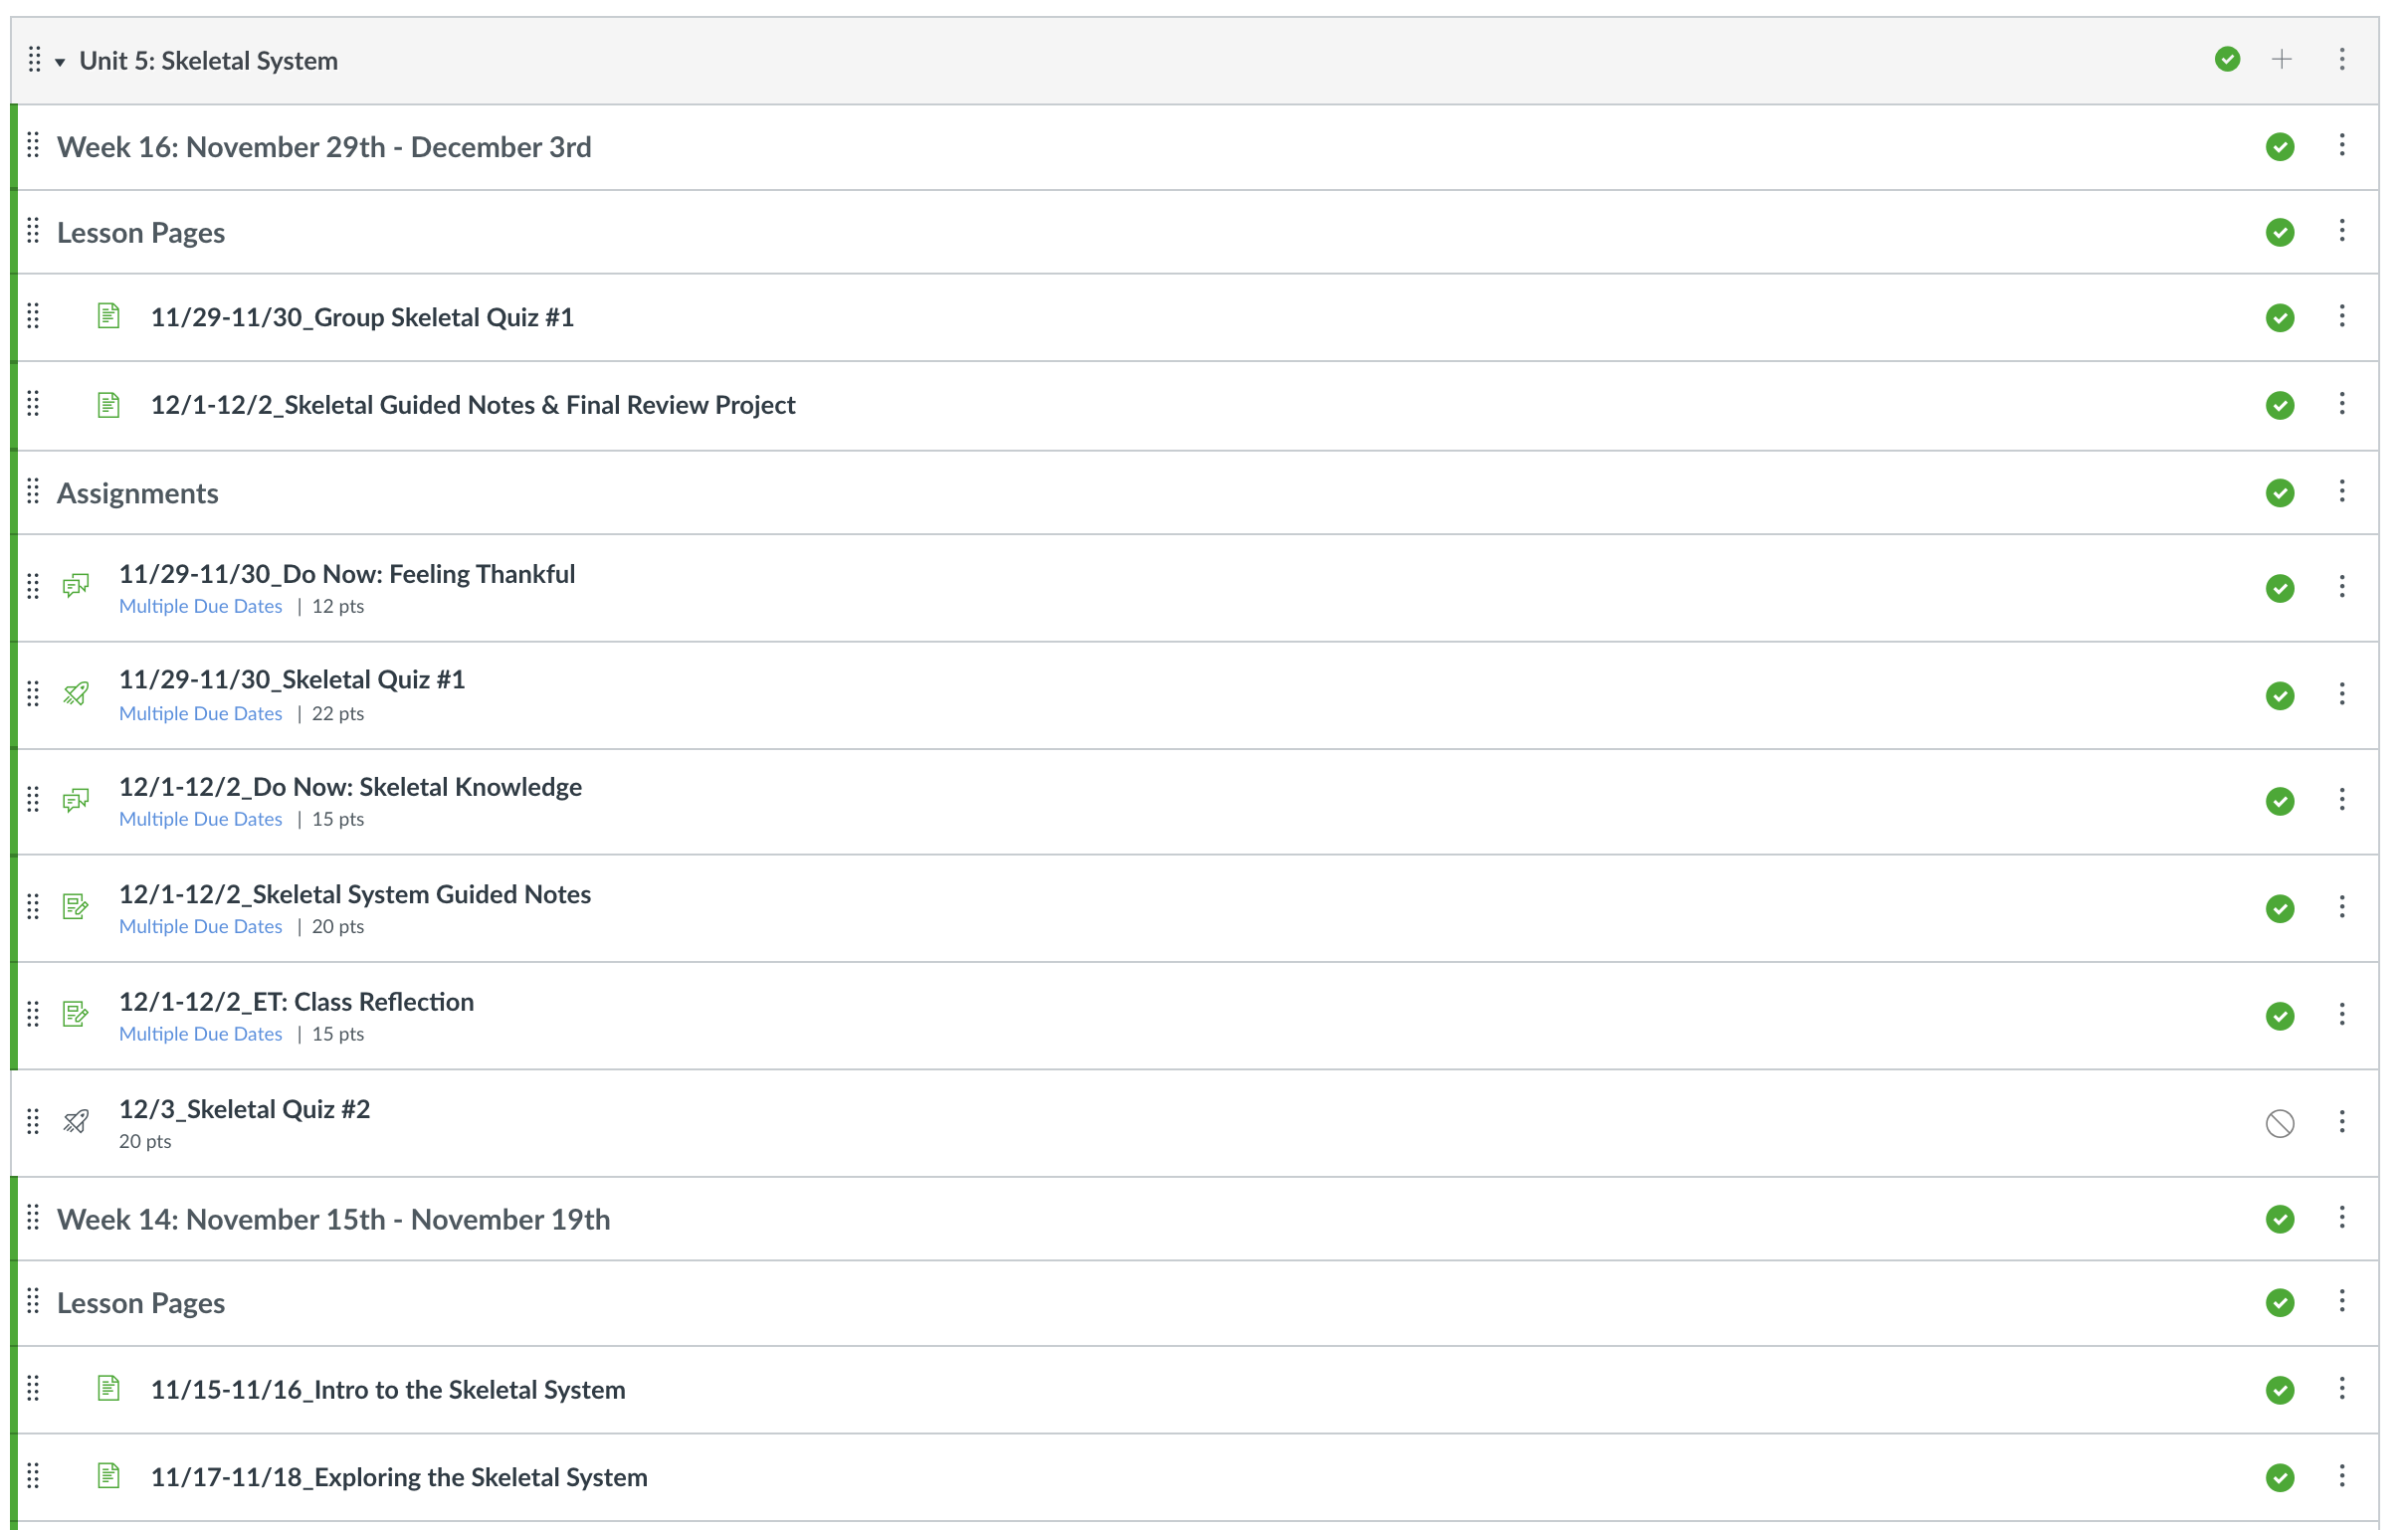 Unit 5: Skeletal System
Week 16: November 29th - December 3rd
Lesson Pages
11/29-11/30_Group Skeletal Quiz #1
12/1-12/2_Skeletal Guided Notes & Final Review Project
Assignments
11/29-11/30_Do Now: Feeling Thankful
Multiple Due Dates | 12 pts
11/29-11/30_Skeletal Quiz #1
Multiple Due Dates | 22 pts
12/1-12/2_Do Now: Skeletal Knowledge
Multiple Due Dates | 15 pts
12/1-12/2_Skeletal System Guided Notes
Multiple Due Dates | 20 pts
12/1-12/2_ET: Class Reflection
Multiple Due Dates | 15 pts
12/3_Skeletal Quiz #2
20 pts
Week 14: November 15th - November 19th
Lesson Pages
11/15-11/16_Intro to the Skeletal System
11/17-11/18_Exploring the Skeletal System